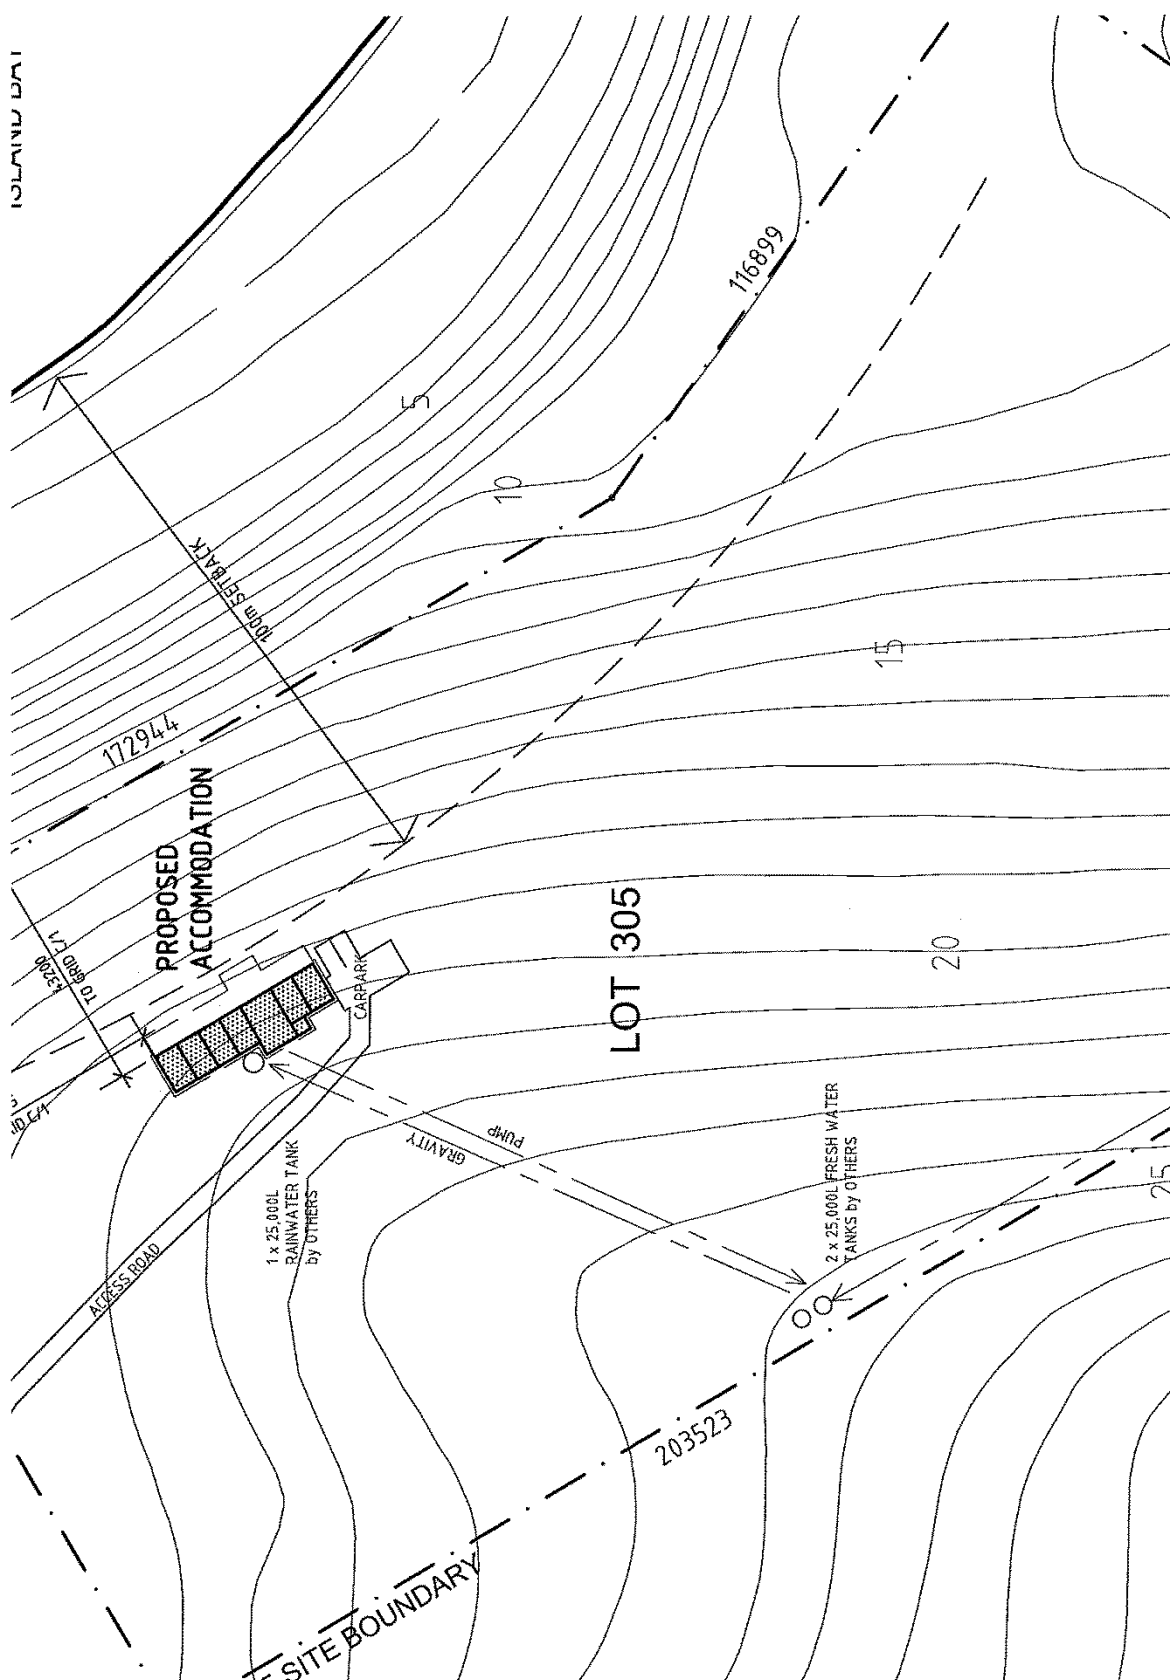 ISLAND BAY
5
10
116899
100m SETBACK
172944
15
PROPOSED
ACCOMMODATION
43200
TO GRID C/1
CARPARK
LOT 305
20
GRAVITY
PUMP
1 x 25,000L
RAINWATER TANK
by OTHERS
2 x 25,000L FRESH WATER
TANKS by OTHERS
25
ACCESS ROAD
203523
SITE BOUNDARY